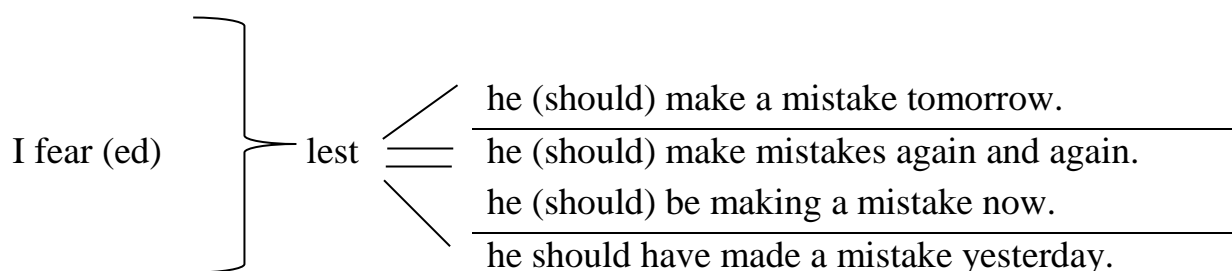 he (should) make a mistake tomorrow.
I fear (ed) lest he (should) make mistakes again and again.
he (should) be making a mistake now.
he should have made a mistake yesterday.